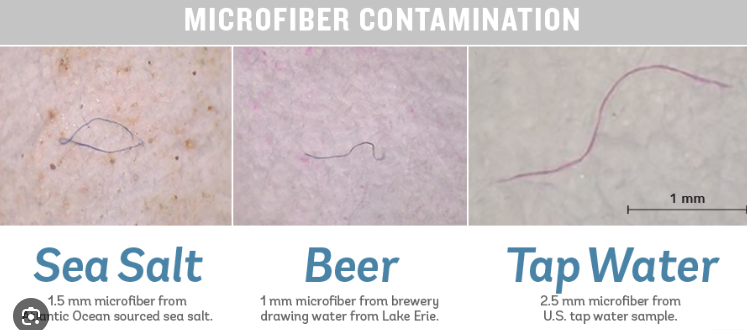 MICROFIBER CONTAMINATION
1 mm
Sea Salt
Beer
Tap Water
1.5 mm microfiber from
ntic Ocean sourced sea salt.
1 mm microfiber from brewery
drawing water from Lake Erie.
2.5 mm microfiber from
U.S. tap water sample.